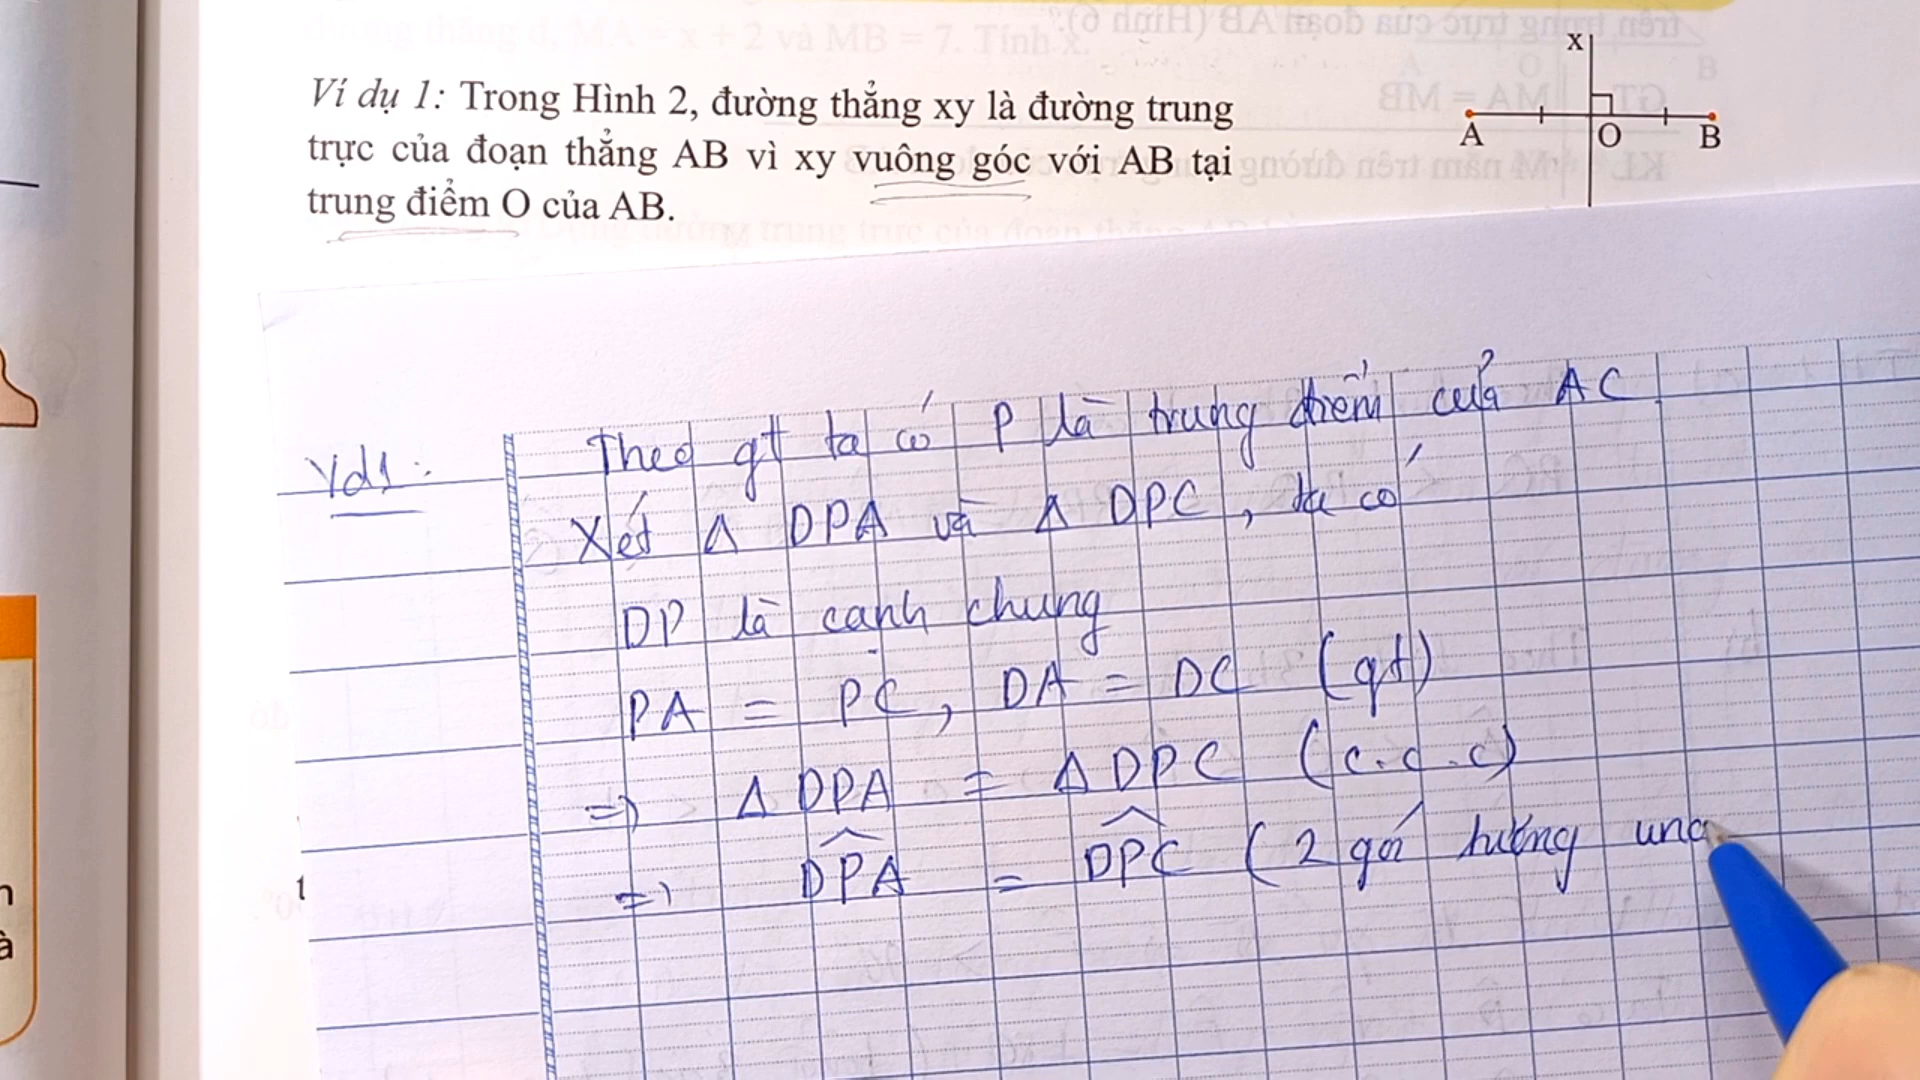 Ví dụ 1: Trong Hình 2, đường thẳng xy là đường trung
trực của đoạn thẳng AB vì xy vuông góc với AB tại
trung điểm O của AB.
x
A O B
Vd1:
Theo gt ta có P là trung điểm của AC
Xét Δ DPA và Δ DPC, ta có
DP là cạnh chung
PA = PC, DA = DC (gt)
=> Δ DPA = Δ DPC (c.c.c)
=> \widehat{DPA} = \widehat{DPC} (2 góc